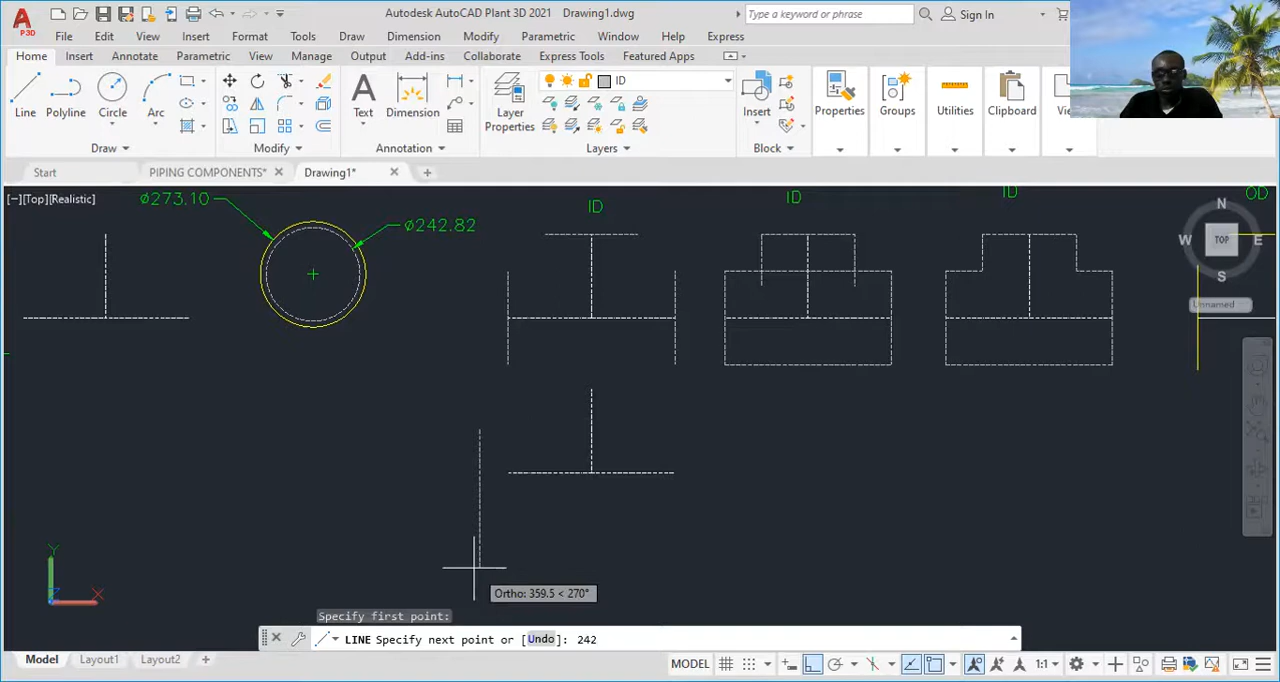 Autodesk AutoCAD Plant 3D 2021 Drawing1.dwg
Type a keyword or phrase
Sign In
A
P3D
File Edit View Insert Format Tools Draw Dimension Modify Parametric Window Help Express
Home Insert Annotate Parametric View Manage Output Add-ins Collaborate Express Tools Featured Apps
ID
Line Polyline Circle Arc
Text Dimension
Layer
Properties
Insert Properties Groups Utilities Clipboard
Draw Modify Annotation Layers Block
Start PIPING COMPONENTS* Drawing1*
[−][Top][Realistic]
⌀273.10
⌀242.82
ID
ID
ID
OD
N
W TOP E
S
Unnamed
Y
X
Ortho: 359.5 < 270°
Specify first point:
LINE Specify next point or [Undo]: 242
Model Layout1 Layout2 +
MODEL
1:1